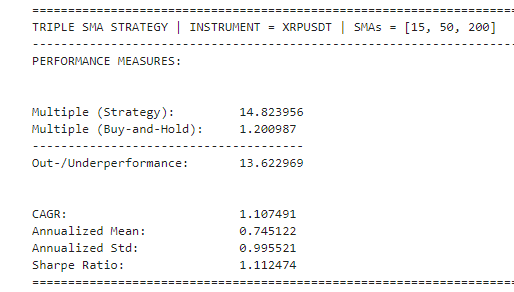 TRIPLE SMA STRATEGY | INSTRUMENT = XRPUSDT | SMAs = [15, 50, 200]
PERFORMANCE MEASURES:
Multiple (Strategy): 14.823956
Multiple (Buy-and-Hold): 1.200987
Out-/Underperformance: 13.622969
CAGR: 1.107491
Annualized Mean: 0.745122
Annualized Std: 0.995521
Sharpe Ratio: 1.112474